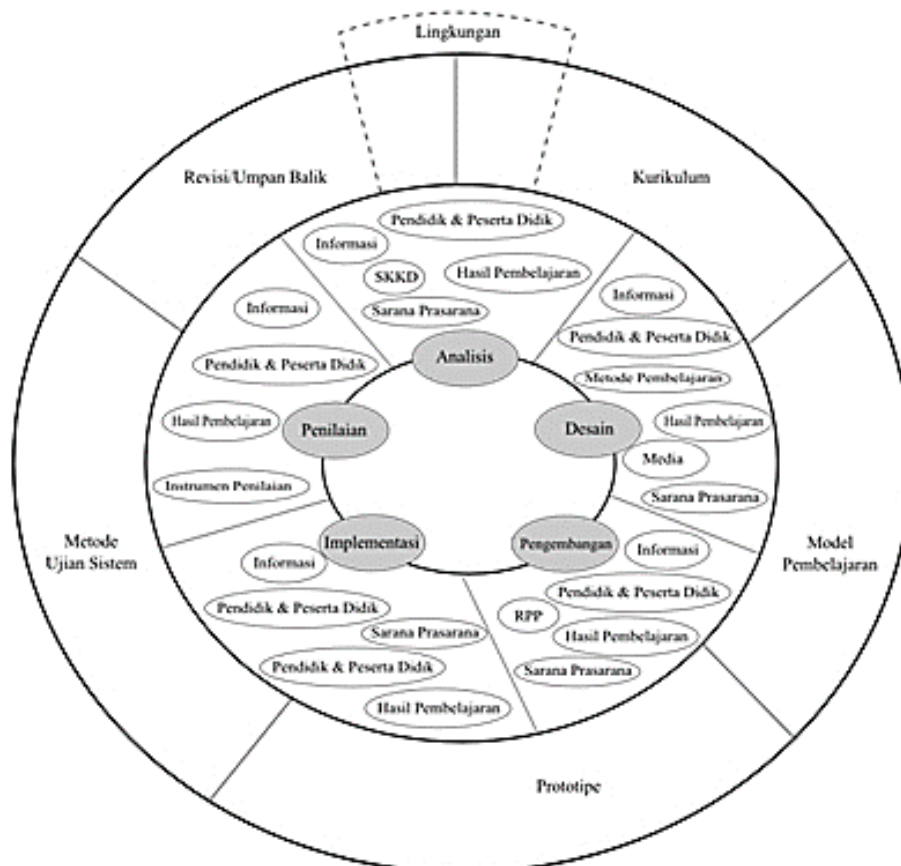 Lingkungan
Revisi/Umpan Balik
Kurikulum
Pendidik & Peserta Didik
Informasi
SKKD
Hasil Pembelajaran
Sarana Prasarana
Analisis
Informasi
Pendidik & Peserta Didik
Metode Pembelajaran
Hasil Pembelajaran
Desain
Media
Sarana Prasarana
Informasi
Pendidik & Peserta Didik
Hasil Pembelajaran
Penilaian
Instrumen Penilaian
Metode
Ujian Sistem
Model
Pembelajaran
Implementasi
Informasi
Pendidik & Peserta Didik
Sarana Prasarana
Pendidik & Peserta Didik
Hasil Pembelajaran
Pengembangan
Informasi
Pendidik & Peserta Didik
RPP
Hasil Pembelajaran
Sarana Prasarana
Prototipe